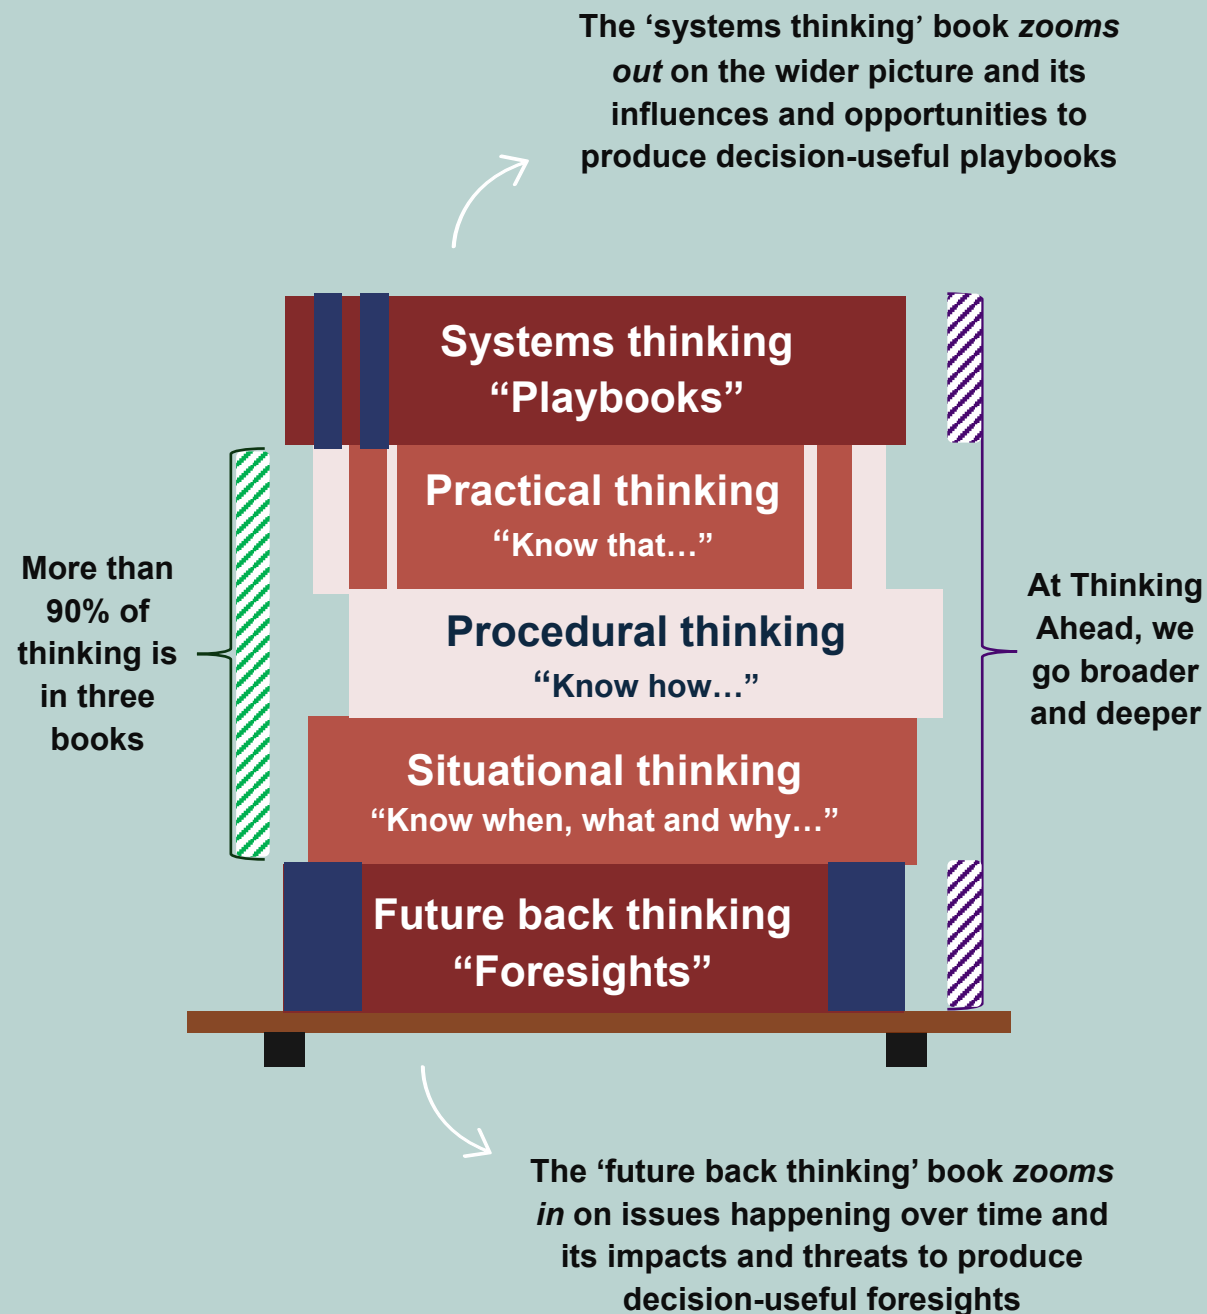 The ‘systems thinking’ book zooms
out on the wider picture and its
influences and opportunities to
produce decision-useful playbooks
Systems thinking
“Playbooks”
Practical thinking
“Know that…”
Procedural thinking
“Know how…”
Situational thinking
“Know when, what and why…”
Future back thinking
“Foresights”
More than
90% of
thinking is
in three
books
At Thinking
Ahead, we
go broader
and deeper
The ‘future back thinking’ book zooms
in on issues happening over time and
its impacts and threats to produce
decision-useful foresights